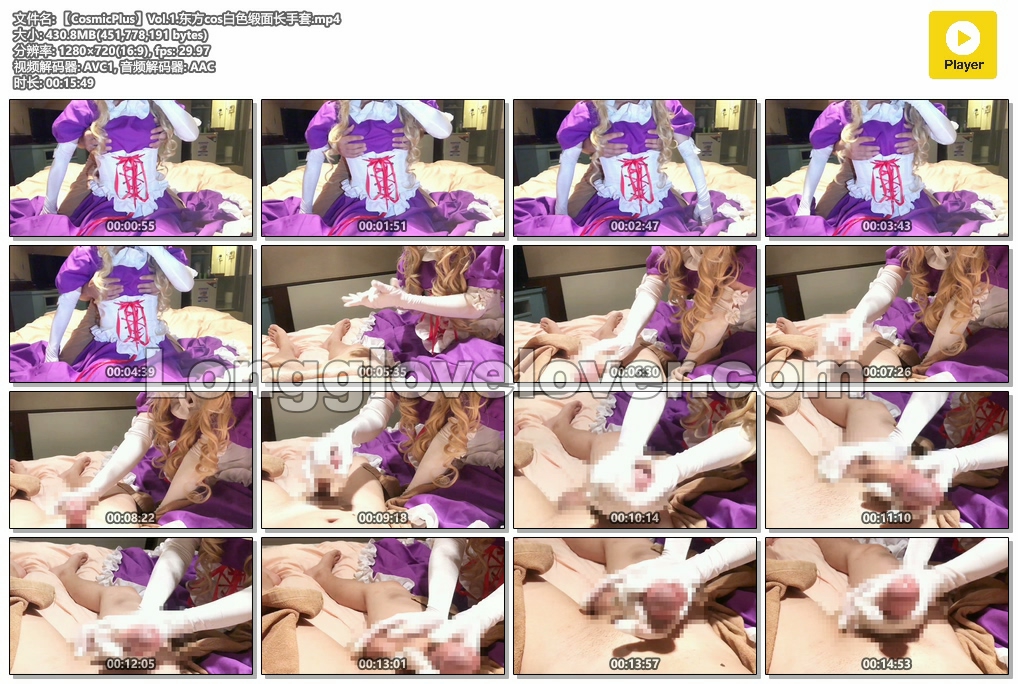 文件名: 【CosmicPlus】Vol.1.东方cos白色缎面长手套.mp4
大小: 430.8MB(451,778,191 bytes)
分辨率: 1280×720(16:9), fps: 29.97
视频解码器: AVC1, 音频解码器: AAC
时长: 00:15:49
Player
00:00:55
00:01:51
00:02:47
00:03:43
00:04:39
00:05:35
00:06:30
00:07:26
Longglovelover.com
00:08:22
00:09:18
00:10:14
00:11:10
00:12:05
00:13:01
00:13:57
00:14:53